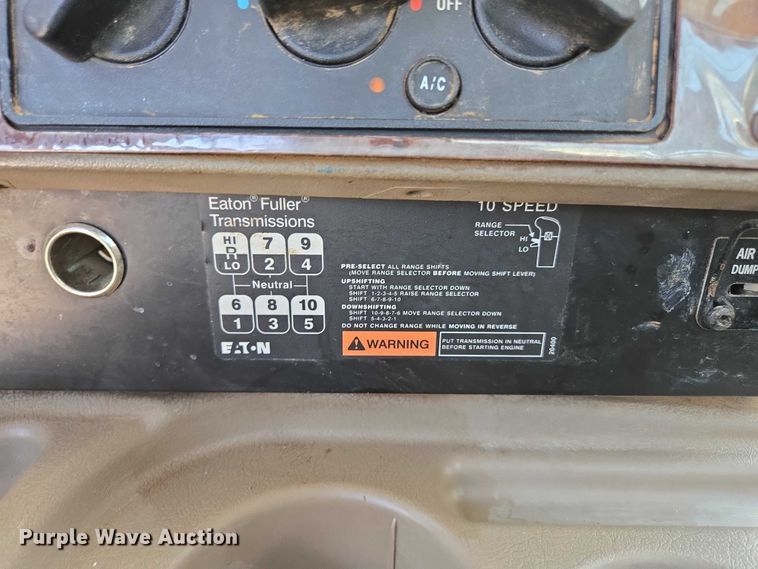 OFF
A/C
Eaton® Fuller®
Transmissions
10 SPEED
RANGE
SELECTOR
HI
LO
HI 7 9
R
LO 2 4
Neutral
6 8 10
1 3 5
EATON
PRE-SELECT ALL RANGE SHIFTS
(MOVE RANGE SELECTOR BEFORE MOVING SHIFT LEVER)
UPSHIFTING
START WITH RANGE SELECTOR DOWN
SHIFT 1-2-3-4-5 RAISE RANGE SELECTOR
SHIFT 6-7-8-9-10
DOWNSHIFTING
SHIFT 10-9-8-7-6 MOVE RANGE SELECTOR DOWN
SHIFT 5-4-3-2-1
DO NOT CHANGE RANGE WHILE MOVING IN REVERSE
WARNING
PUT TRANSMISSION IN NEUTRAL
BEFORE STARTING ENGINE
20400
AIR
DUMP
Purple Wave Auction